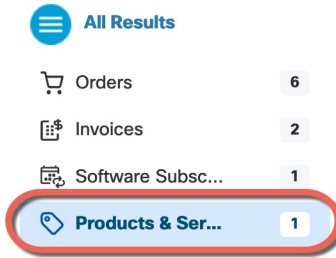 All Results
Orders 6
Invoices 2
Software Subsc... 1
Products & Ser... 1